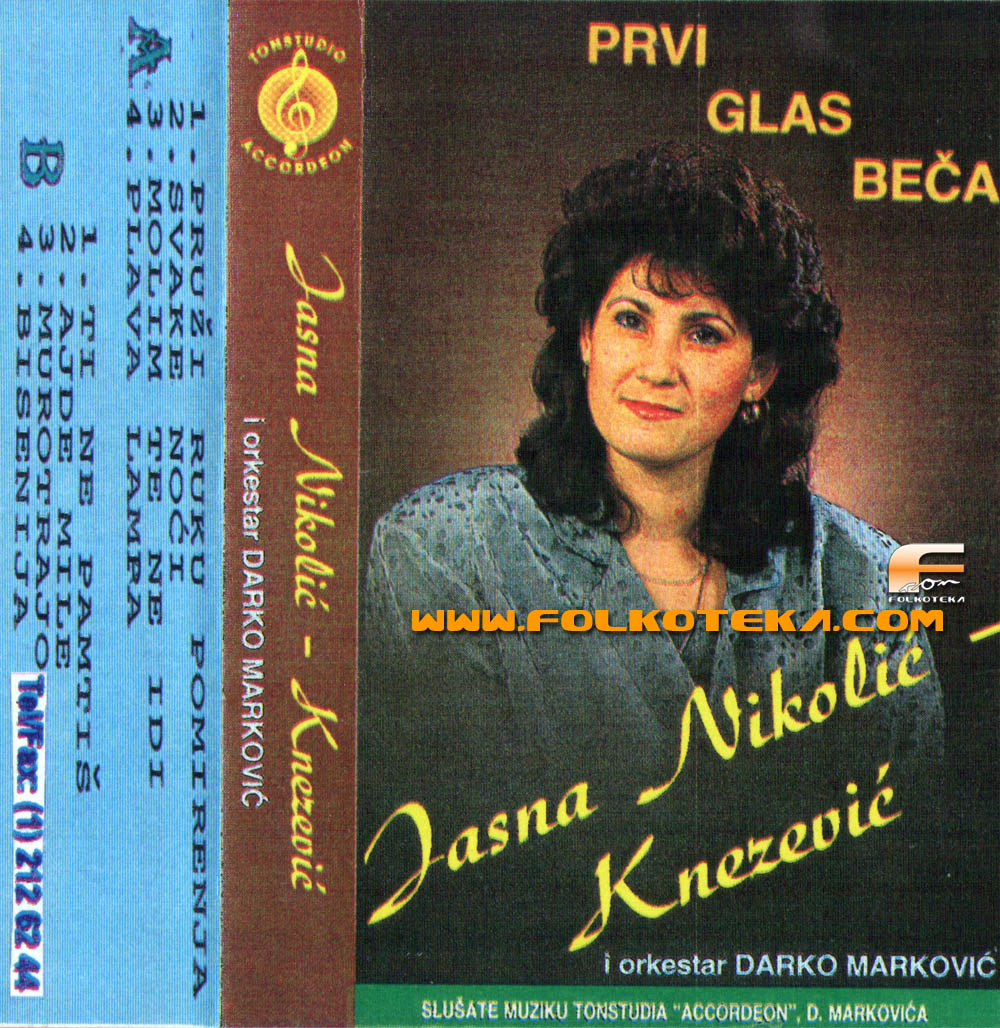 A
1. PRUŽI RUKU POMIRENJA
2. SVAKE NOĆI
3. MOLIM TE NE IDI
4. PLAVA LAMPA
B
1. TI NE PAMTIŠ
2. AJDE MILE
3. MUROTRAJO
4. BISENIJA
Tel/Fax: (1) 212 62 44
TONSTUDIO
ACCORDEON
Jasna Nikolić - Knezević
i orkestar DARKO MARKOVIĆ
PRVI
GLAS
BEČA
F
com
FOLKOTEKA
www.FOLKOTEKA.com
Jasna Nikolić -
Knezević
i orkestar DARKO MARKOVIĆ
SLUŠATE MUZIKU TONSTUDIA "ACCORDEON", D. MARKOVIĆA